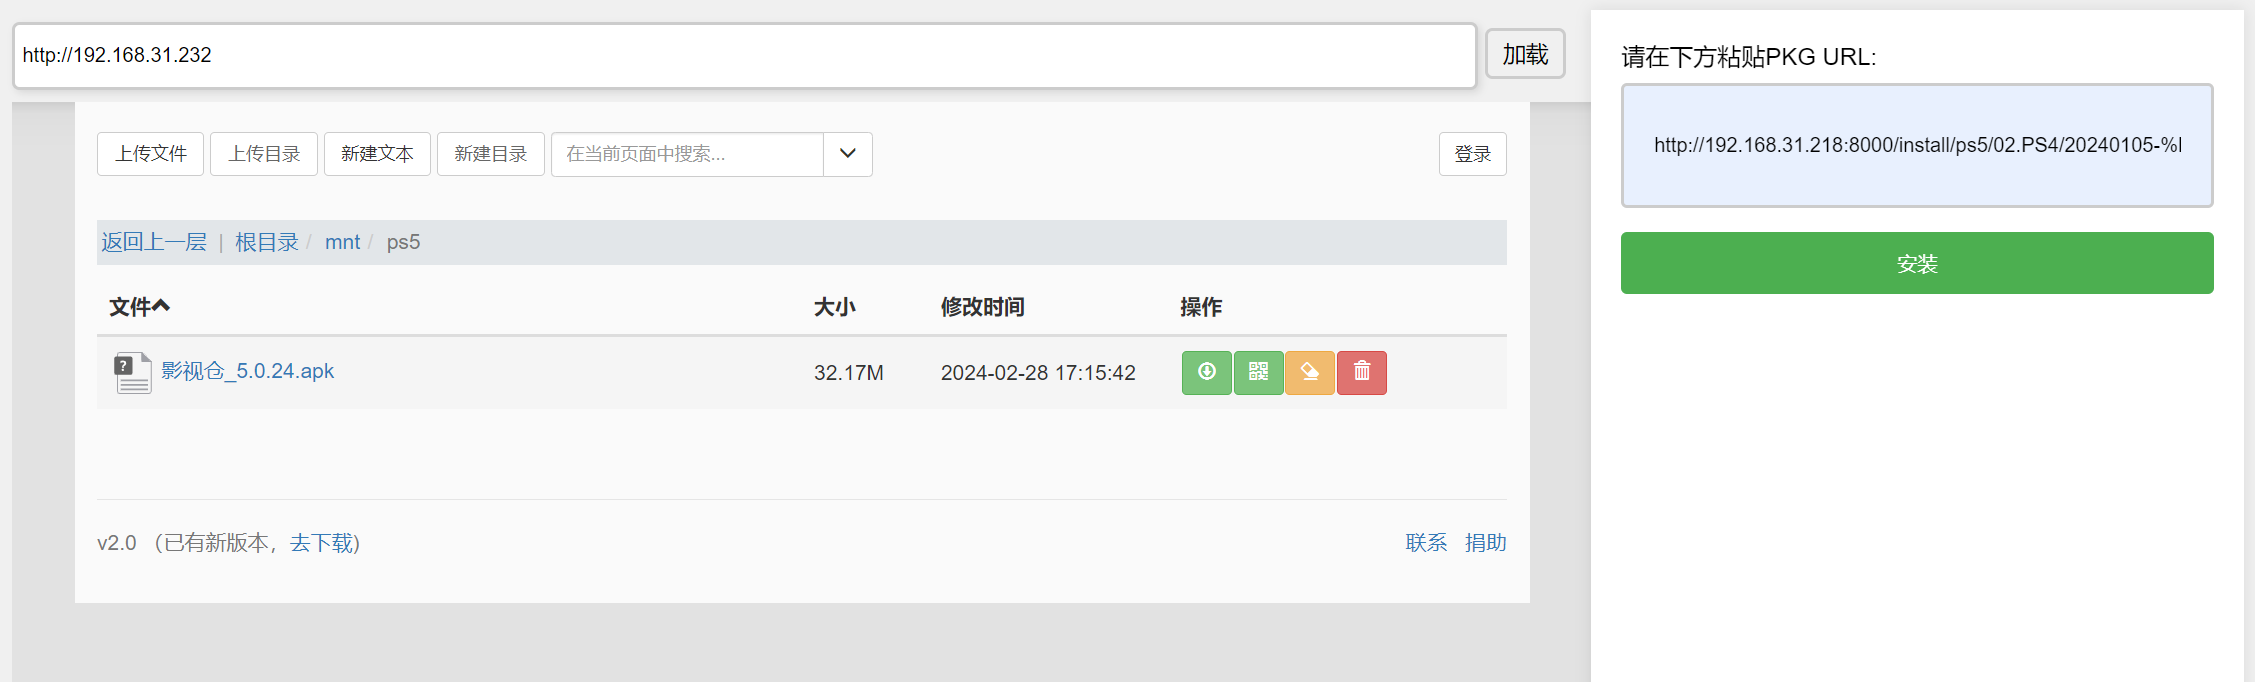 http://192.168.31.232
加载
上传文件
上传目录
新建文本
新建目录
在当前页面中搜索...
登录
返回上一层 | 根目录 / mnt / ps5
文件 大小 修改时间 操作
影视仓_5.0.24.apk 32.17M 2024-02-28 17:15:42
v2.0 （已有新版本，去下载)
联系 捐助
请在下方粘贴PKG URL:
http://192.168.31.218:8000/install/ps5/02.PS4/20240105-%
安装